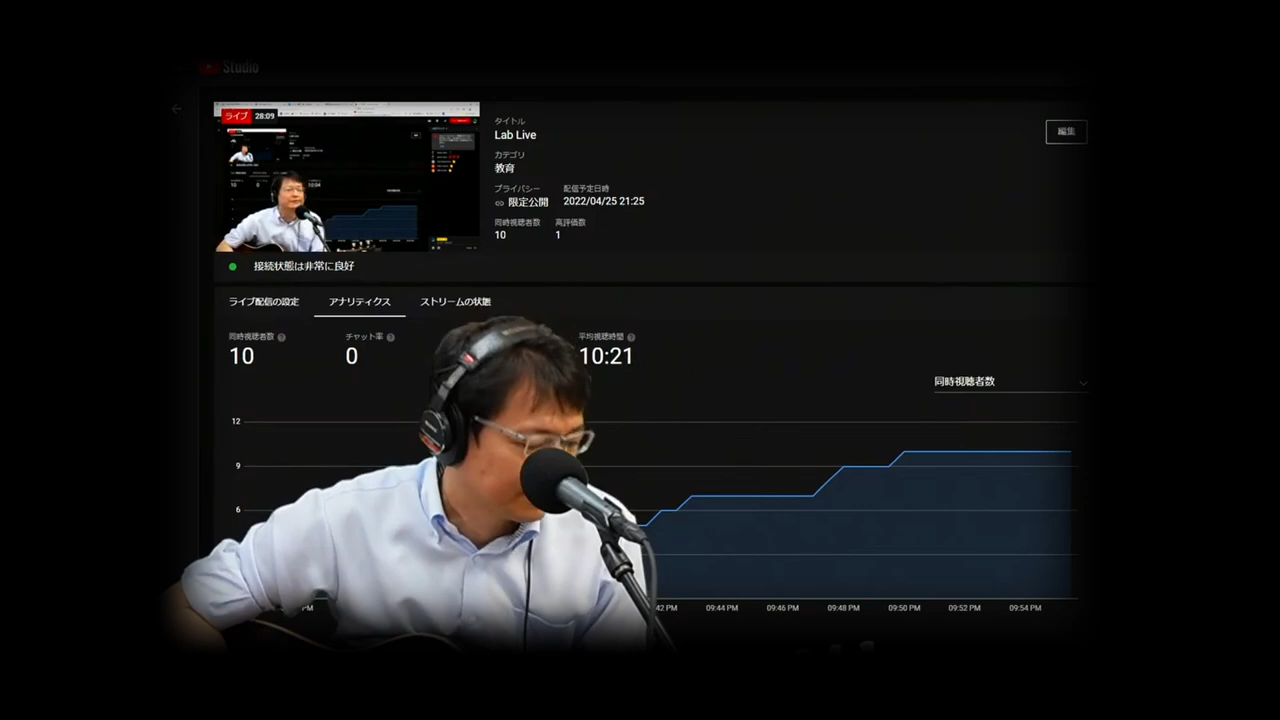 Studio
ライブ 28:09
タイトル
Lab Live
編集
カテゴリ
教育
プライバシー 配信予定日時
限定公開 2022/04/25 21:25
同時視聴者数 高評価数
10 1
接続状態は非常に良好
ライブ配信の設定 アナリティクス ストリームの状態
同時視聴者数 チャット率 平均視聴時間
10 0 10:21
同時視聴者数
12
9
6
PM 42 PM 09:44 PM 09:46 PM 09:48 PM 09:50 PM 09:52 PM 09:54 PM